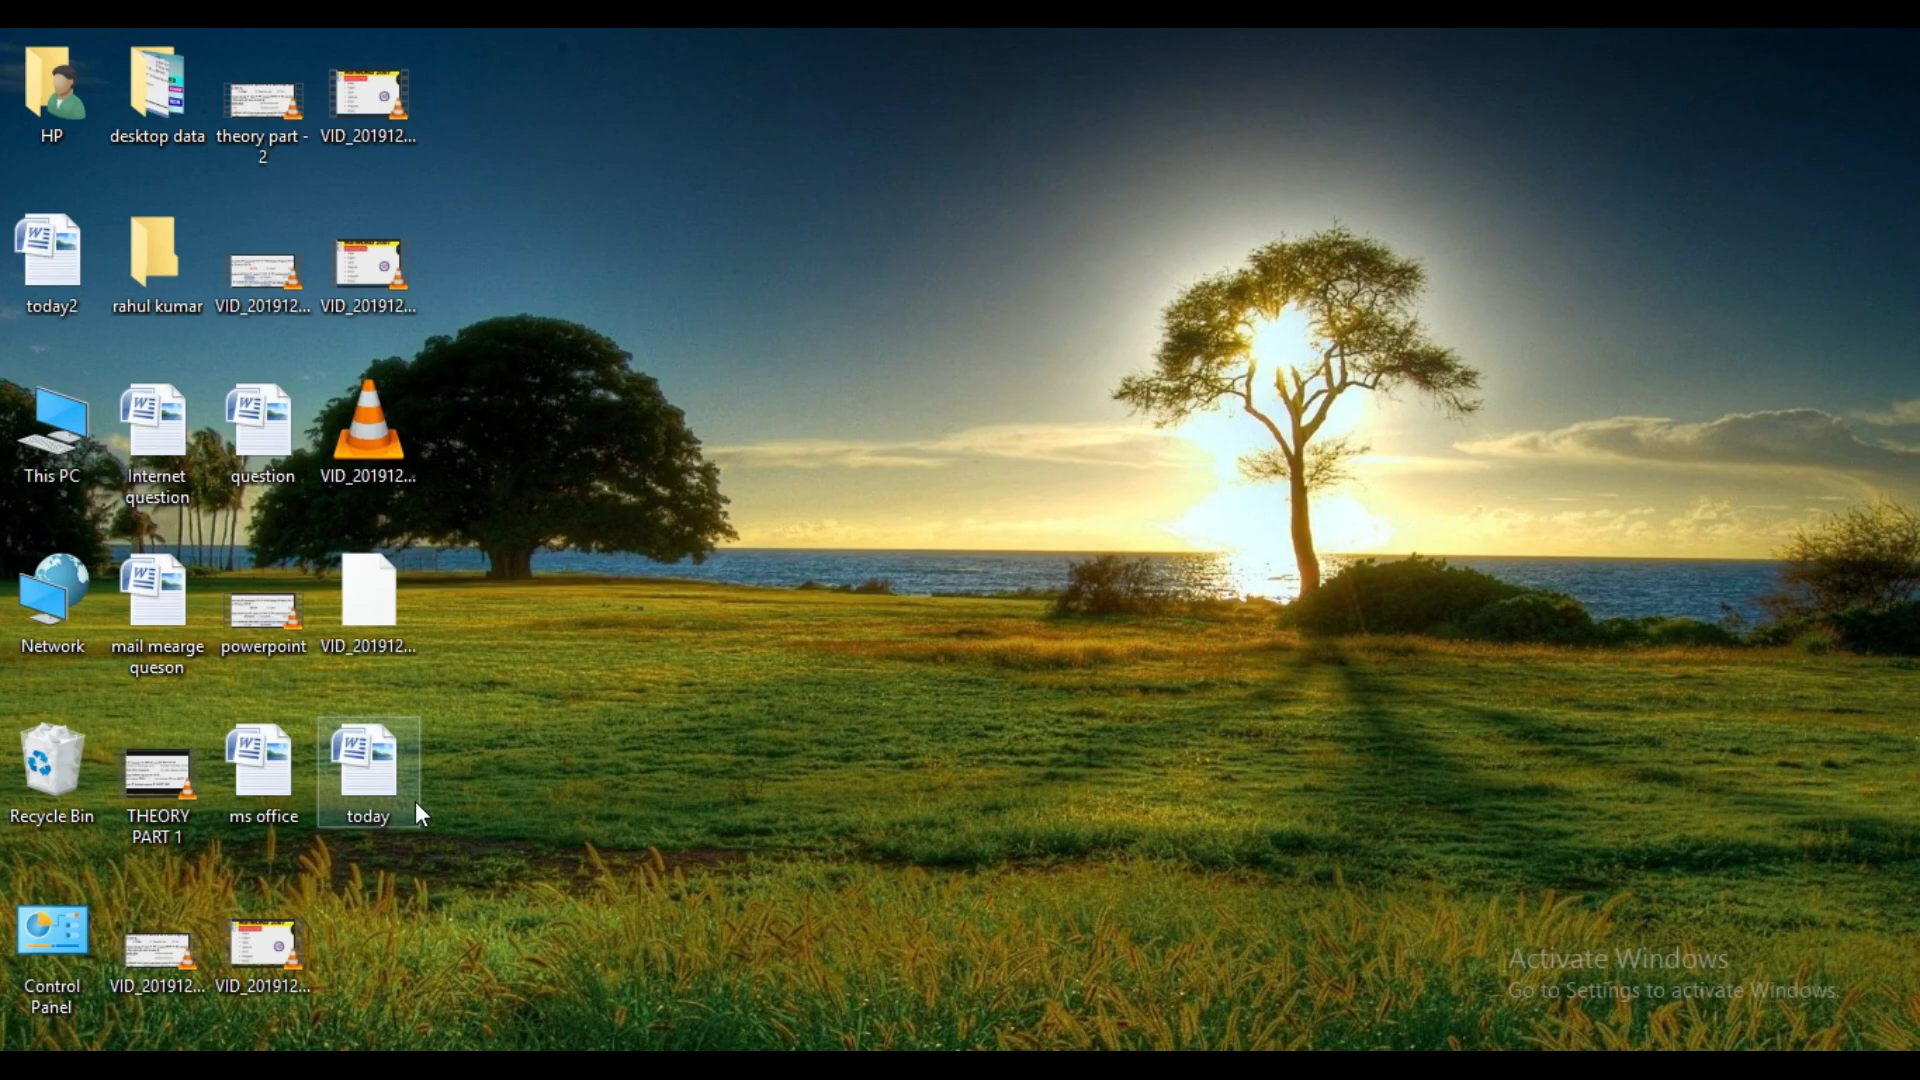 HP
desktop data
theory part -
2
VID_201912...
today2
rahul kumar
VID_201912...
VID_201912...
This PC
Internet
question
question
VID_201912...
Network
mail mearge
queson
powerpoint
VID_201912...
Recycle Bin
THEORY
PART 1
ms office
today
Control
Panel
VID_201912...
VID_201912...
Activate Windows
Go to Settings to activate Windows.